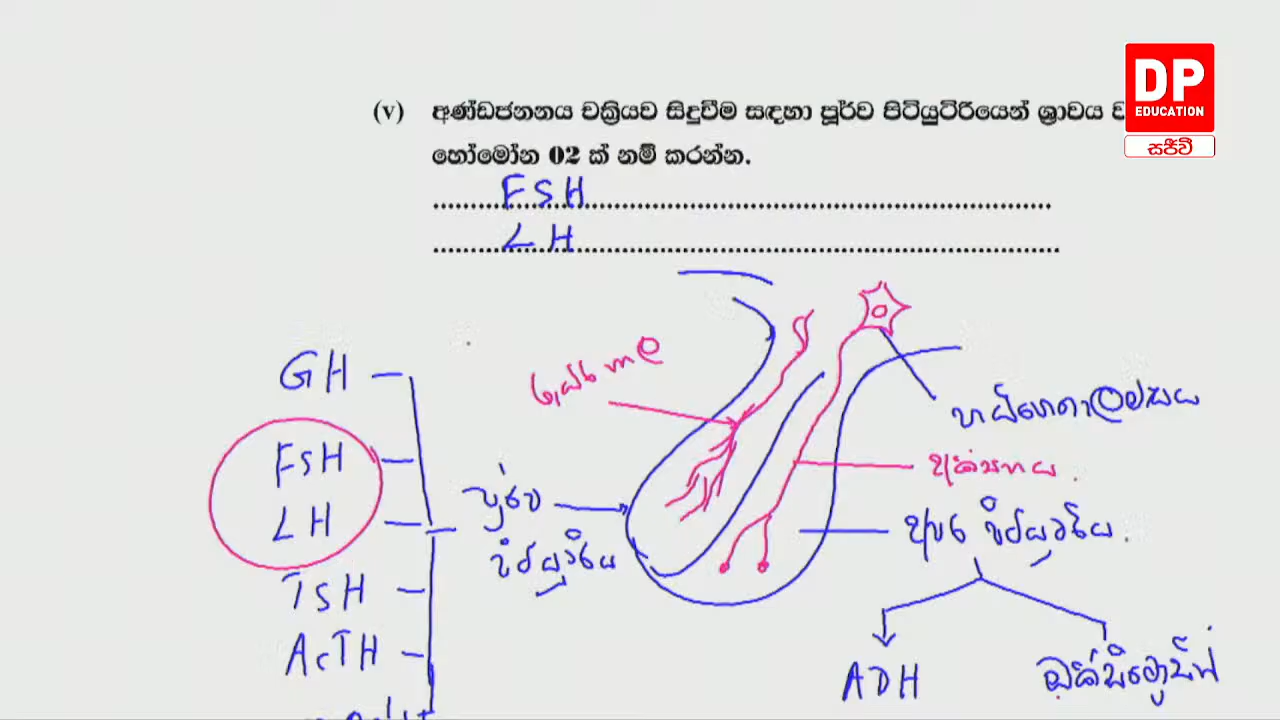 DP
EDUCATION
සජීවී
(v) අණ්ඩජනනය චක්‍රියව සිදුවීම සඳහා පූර්ව පිටියුටරියෙන් ශ්‍රාවය ව
හෝමෝන 02 ක් නම් කරන්න.
FSH
LH
GH
FSH
LH
TSH
ACTH
පූර්ව
පිටියුටරිය
රුධිර නාල
හයිපොතැලමසය
අක්සනය
අපර පිටියුටරිය
ADH
ඔක්සිටොසින්